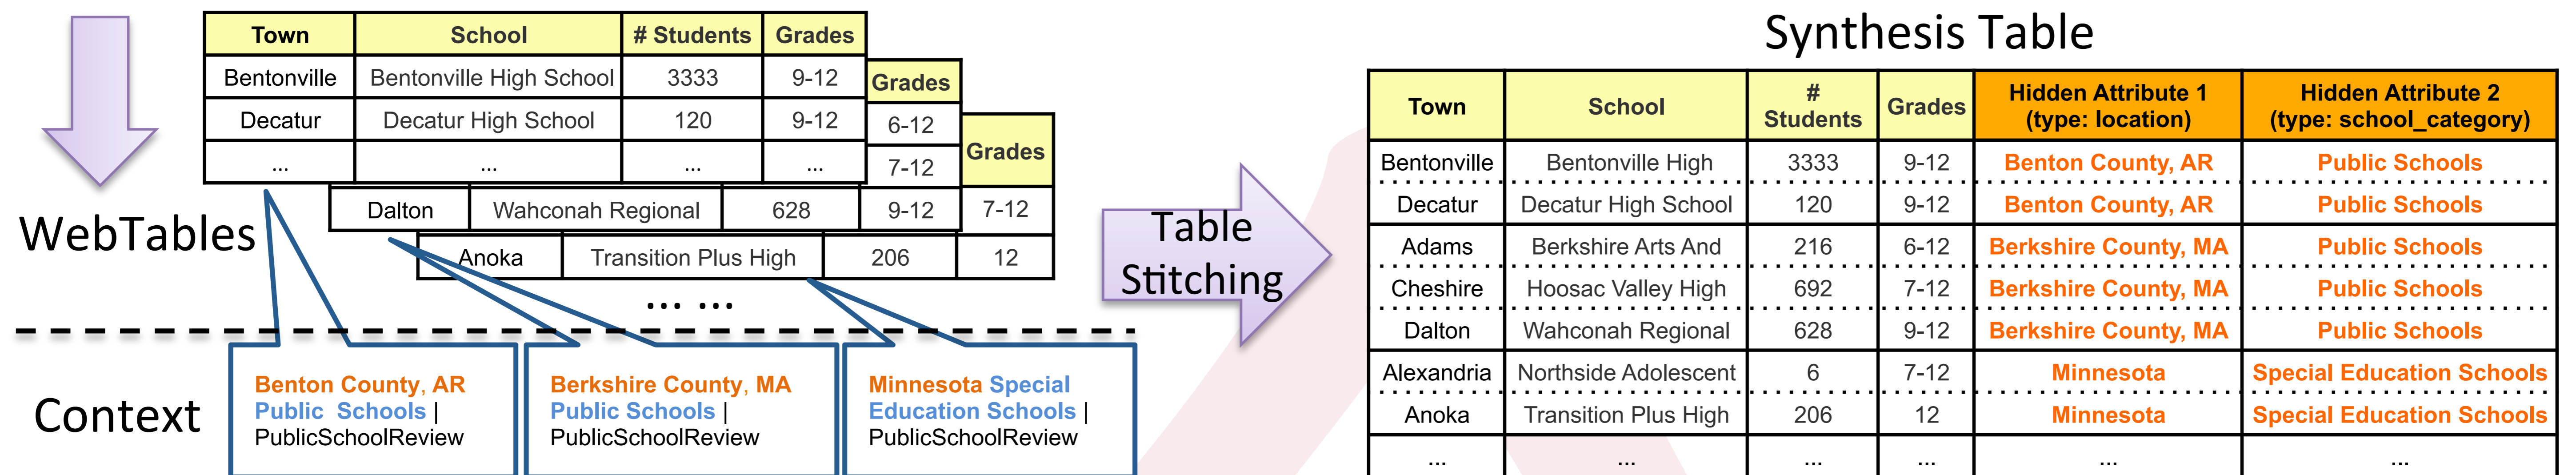 Town School # Students Grades
Bentonville Bentonville High School 3333 9-12
Decatur Decatur High School 120 9-12
... ... ... ...
Grades
6-12
7-12
Dalton Wahconah Regional 628 9-12
Grades
7-12
Anoka Transition Plus High 206 12
... ...
WebTables
Context
Benton County, AR
Public Schools |
PublicSchoolReview
Berkshire County, MA
Public Schools |
PublicSchoolReview
Minnesota Special
Education Schools |
PublicSchoolReview
Table
Stitching
Synthesis Table
Town School # Students Grades Hidden Attribute 1 (type: location) Hidden Attribute 2 (type: school_category)
Bentonville Bentonville High 3333 9-12 Benton County, AR Public Schools
Decatur Decatur High School 120 9-12 Benton County, AR Public Schools
Adams Berkshire Arts And 216 6-12 Berkshire County, MA Public Schools
Cheshire Hoosac Valley High 692 7-12 Berkshire County, MA Public Schools
Dalton Wahconah Regional 628 9-12 Berkshire County, MA Public Schools
Alexandria Northside Adolescent 6 7-12 Minnesota Special Education Schools
Anoka Transition Plus High 206 12 Minnesota Special Education Schools
... ... ... ... ... ...